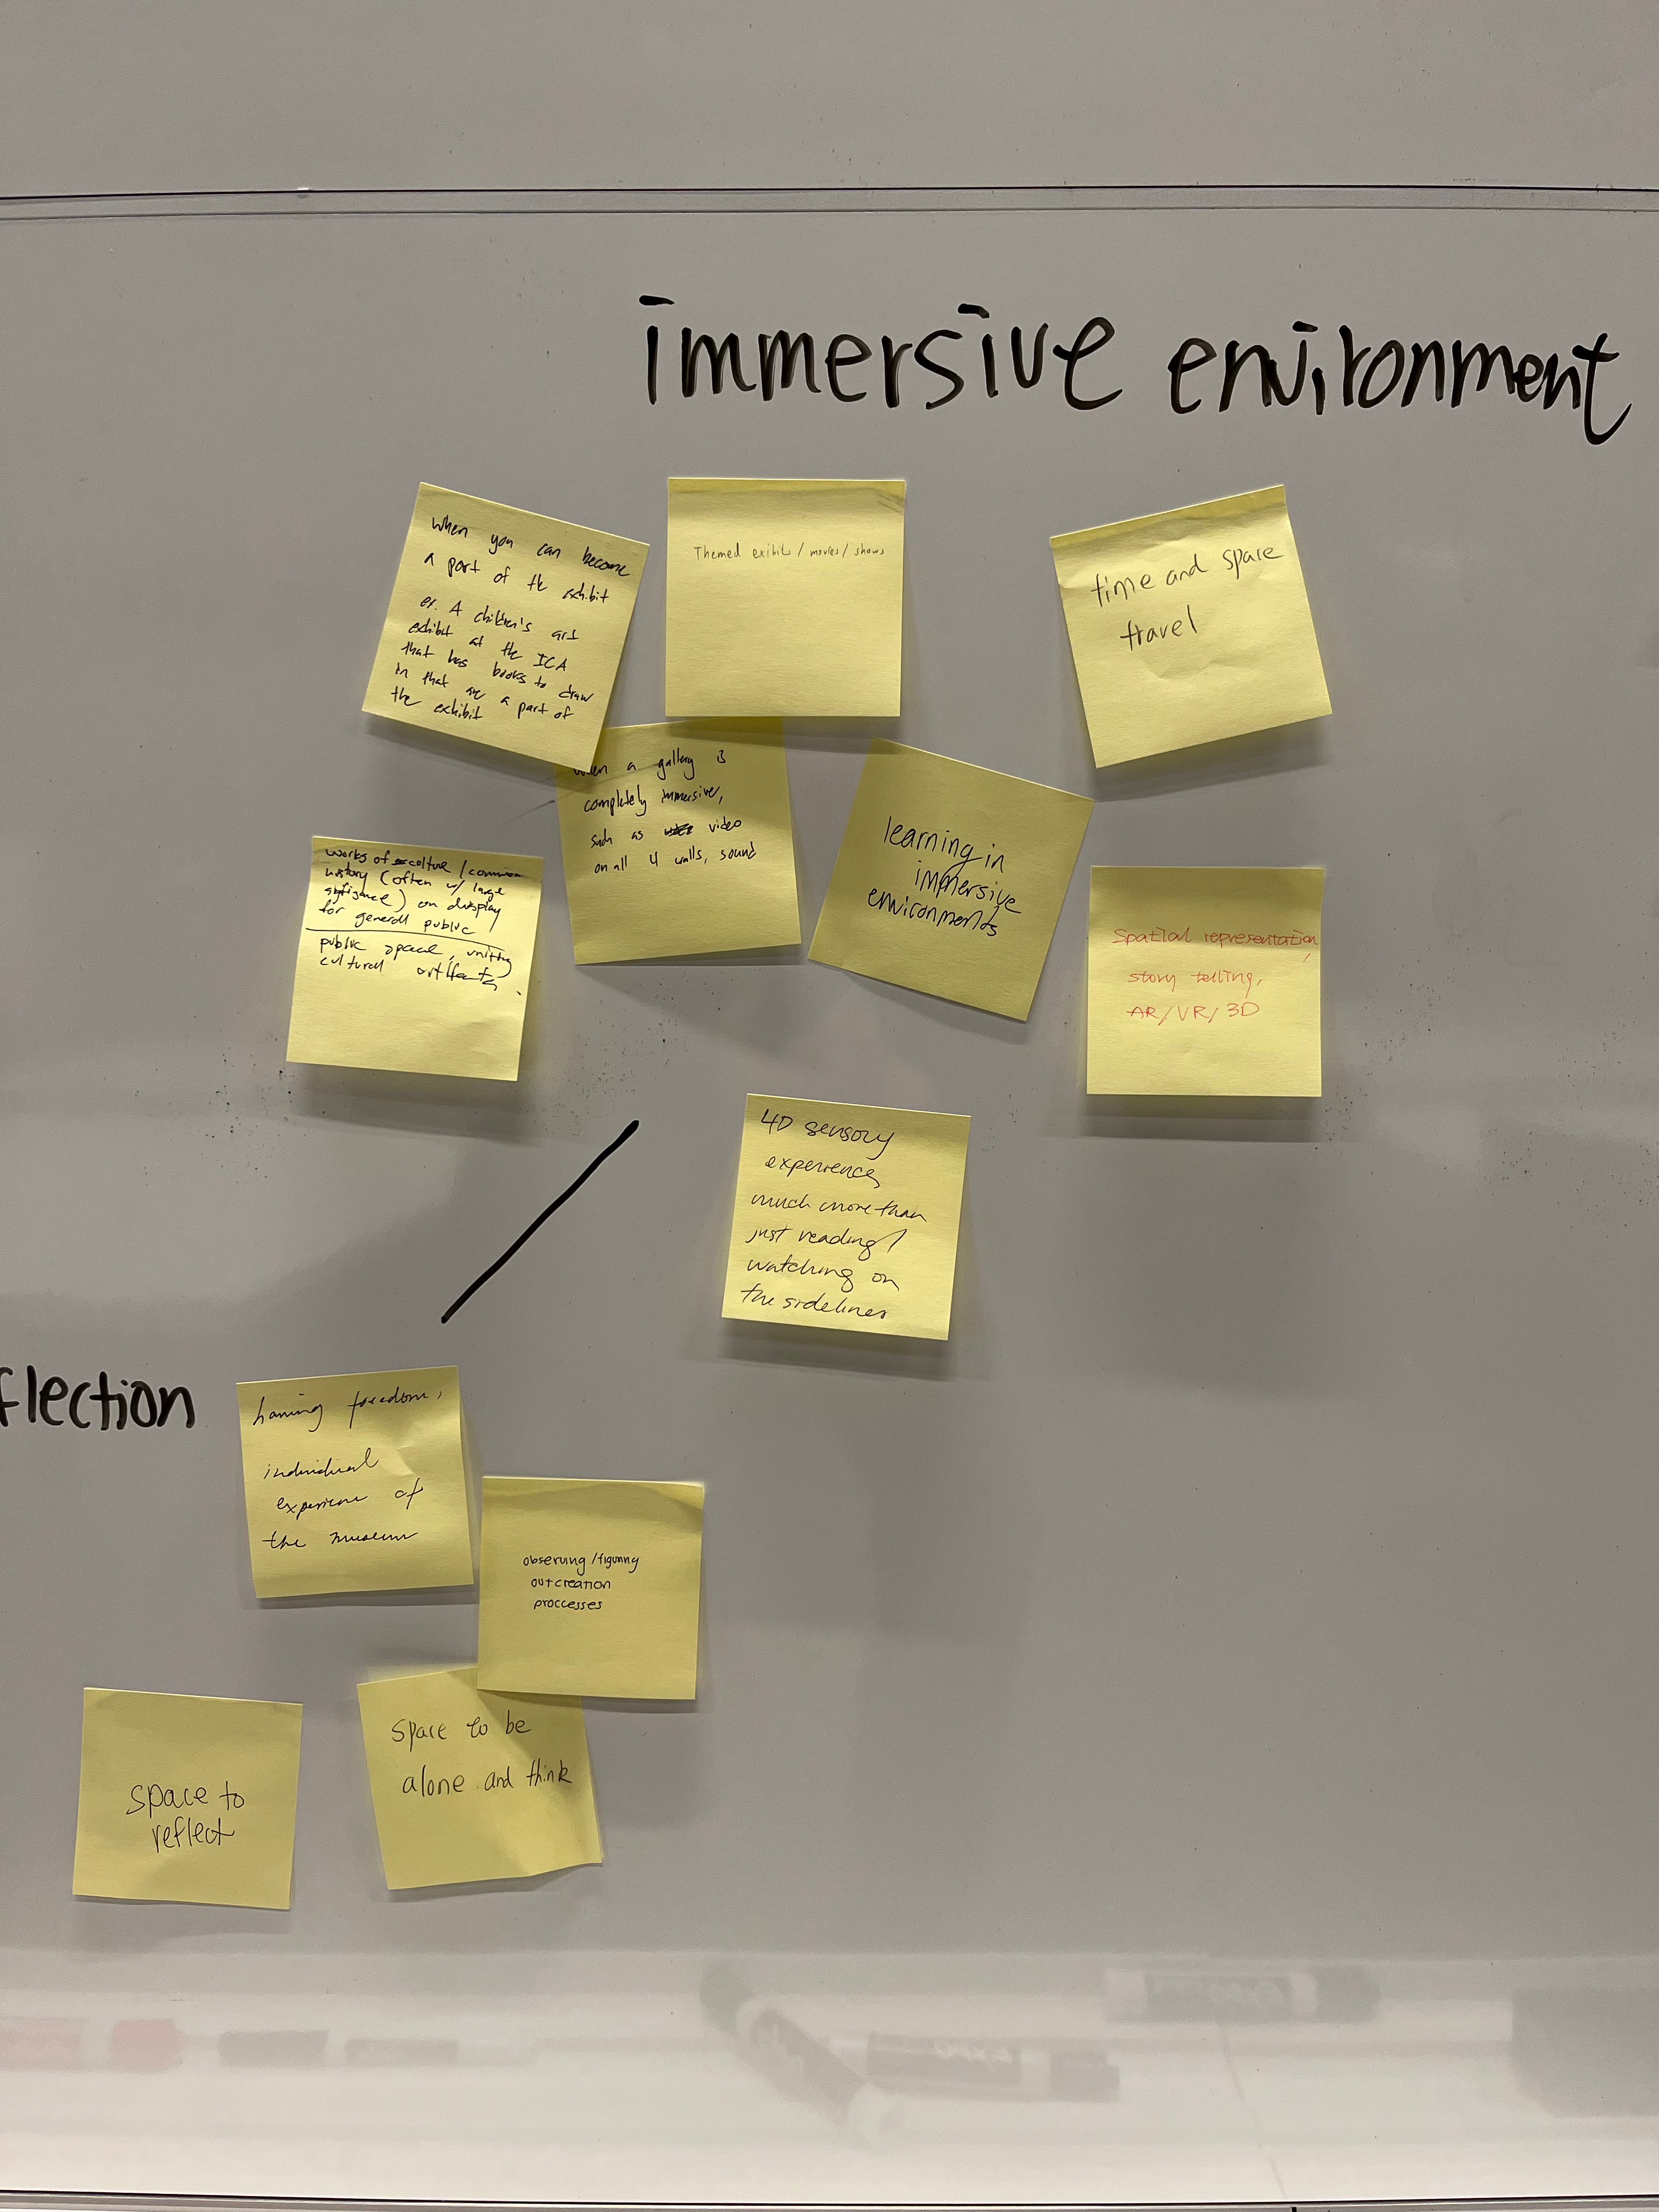 immersive environment
when you can become
a part of the exhibit
ex. A children's art
exhibit at the ICA
that has books to draw
in that are a part of
the exhibit
Themed exibits / movies / shows
time and space
travel
when a gallery is
completely immersive,
such as video
on all 4 walls, sound
learning in
immersive
environments
works of culture / common
history (often w/ large
) on display
for general public
public space, uniting
cultural artifacts.
Spatial representation,
story telling,
AR/VR/3D
4D sensory
experience,
much more than
just reading/
watching on
the sidelines
flection
having freedom,
individual
experience of
the museum
observing/figuring
out creation
proccesses
space to be
alone and think
space to
reflect